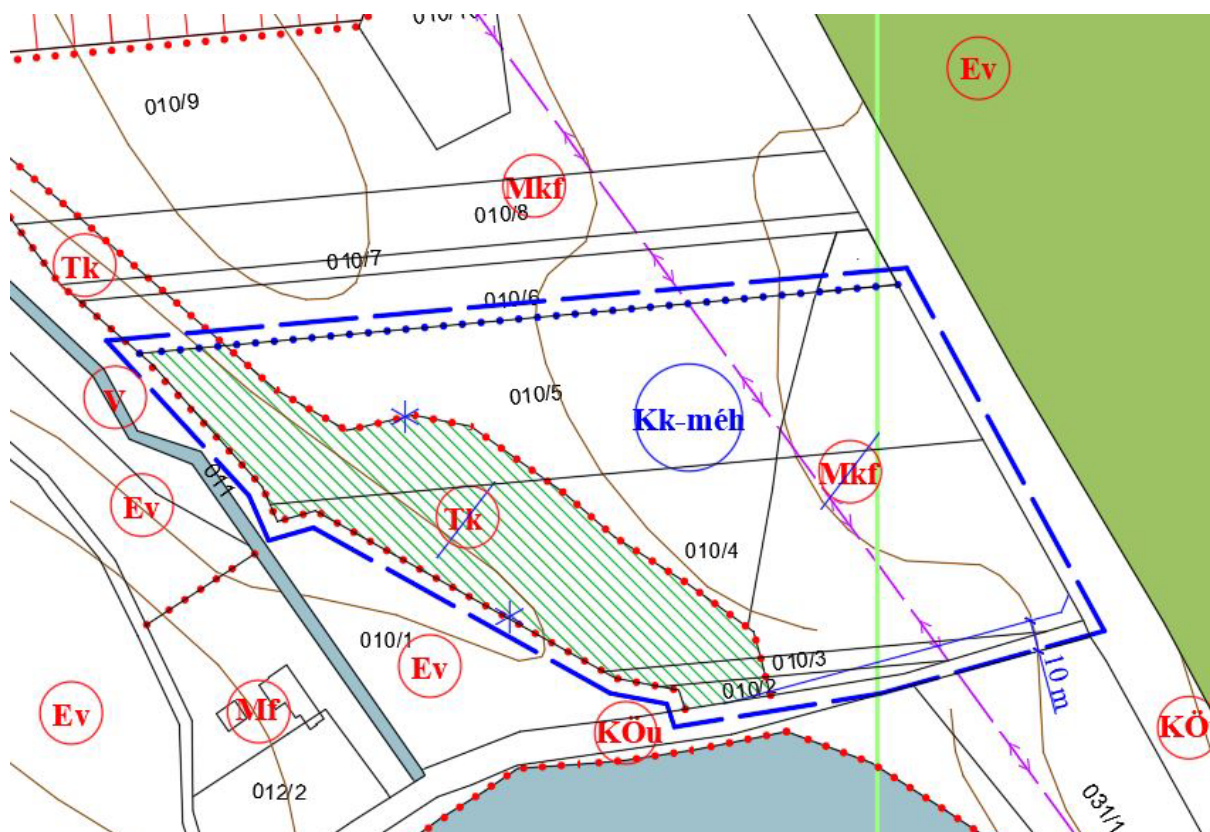 Ev
010/9
Mkf
010/8
Tk
010/7
010/6
010/5
V
Kk-méh
Mkf
011
Ev
Tk
010/4
010/1
Ev
010/3
010/2
10 m
Ev
Mf
KÖu
KÖ
012/2
031/1